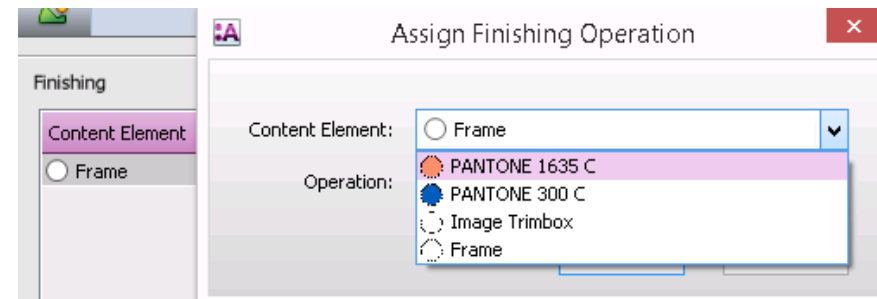 :A
Assign Finishing Operation
Finishing
Content Element
Frame
Content Element:
Frame
Operation:
PANTONE 1635 C
PANTONE 300 C
Image Trimbox
Frame